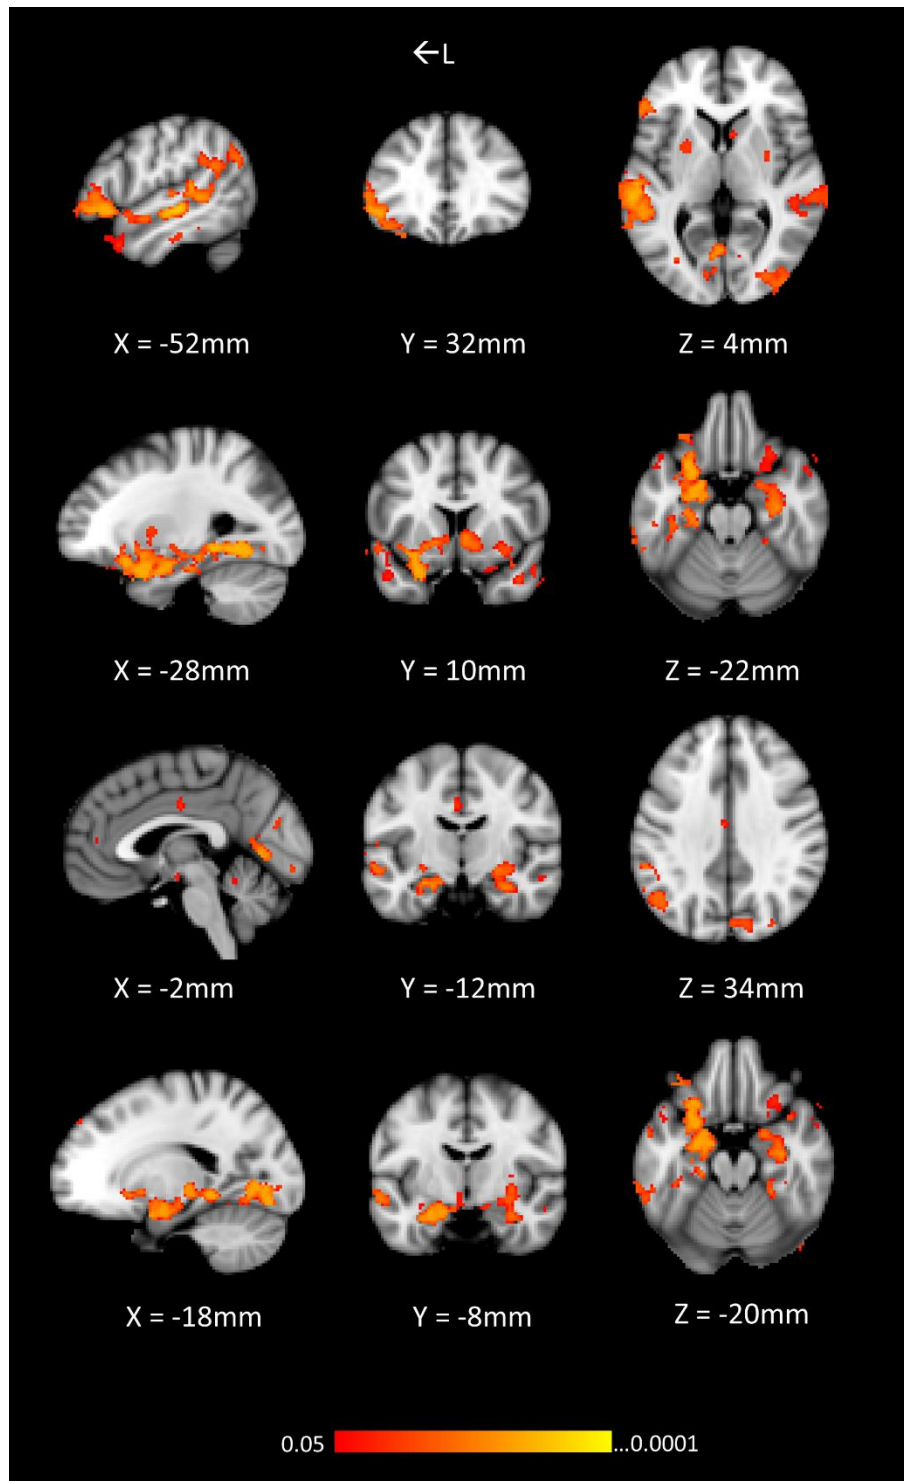 ←L
X = -52mm
Y = 32mm
Z = 4mm
X = -28mm
Y = 10mm
Z = -22mm
X = -2mm
Y = -12mm
Z = 34mm
X = -18mm
Y = -8mm
Z = -20mm
0.05
...0.0001